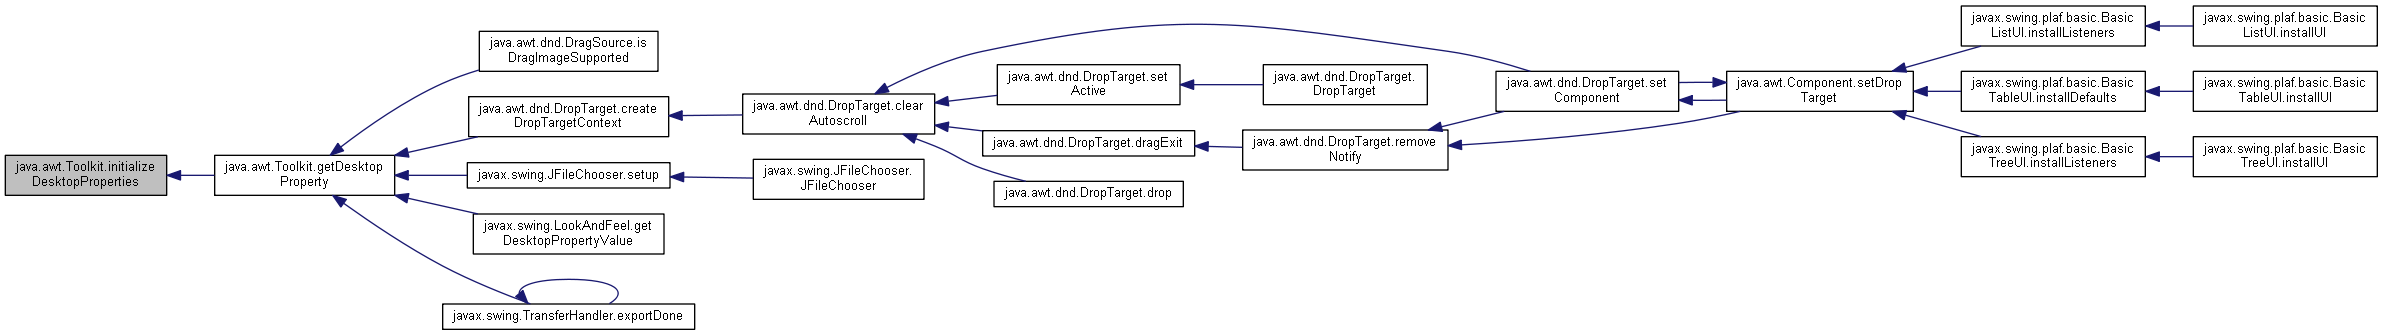 java.awt.Toolkit.initialize
DesktopProperties
java.awt.Toolkit.getDesktop
Property
java.awt.dnd.DragSource.is
DragImageSupported
java.awt.dnd.DropTarget.create
DropTargetContext
javax.swing.JFileChooser.setup
javax.swing.LookAndFeel.get
DesktopPropertyValue
javax.swing.TransferHandler.exportDone
java.awt.dnd.DropTarget.clear
Autoscroll
javax.swing.JFileChooser.
JFileChooser
java.awt.dnd.DropTarget.set
Active
java.awt.dnd.DropTarget.dragExit
java.awt.dnd.DropTarget.drop
java.awt.dnd.DropTarget.
DropTarget
java.awt.dnd.DropTarget.remove
Notify
java.awt.dnd.DropTarget.set
Component
java.awt.Component.setDrop
Target
javax.swing.plaf.basic.Basic
ListUI.installListeners
javax.swing.plaf.basic.Basic
TableUI.installDefaults
javax.swing.plaf.basic.Basic
TreeUI.installListeners
javax.swing.plaf.basic.Basic
ListUI.installUI
javax.swing.plaf.basic.Basic
TableUI.installUI
javax.swing.plaf.basic.Basic
TreeUI.installUI